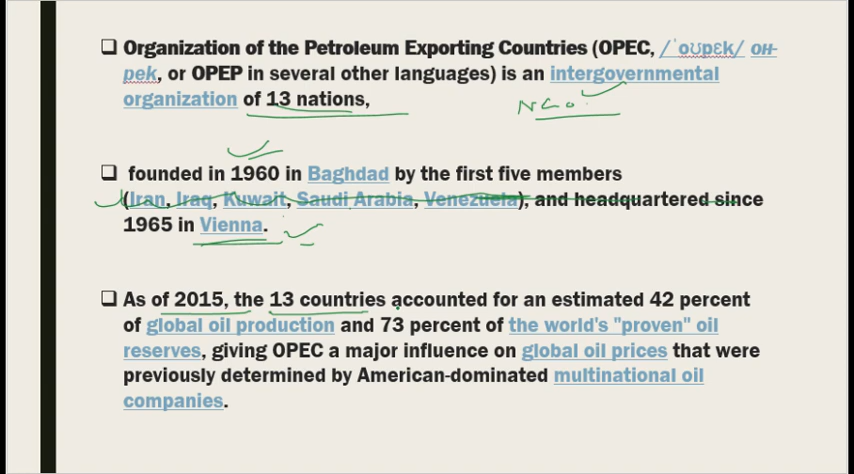 ❑ Organization of the Petroleum Exporting Countries (OPEC, /ˈoʊpɛk/ OH-
pek, or OPEP in several other languages) is an intergovernmental
organization of 13 nations,
NGO
❑ founded in 1960 in Baghdad by the first five members
(Iran, Iraq, Kuwait, Saudi Arabia, Venezuela), and headquartered since
1965 in Vienna.
❑ As of 2015, the 13 countries accounted for an estimated 42 percent
of global oil production and 73 percent of the world's "proven" oil
reserves, giving OPEC a major influence on global oil prices that were
previously determined by American-dominated multinational oil
companies.